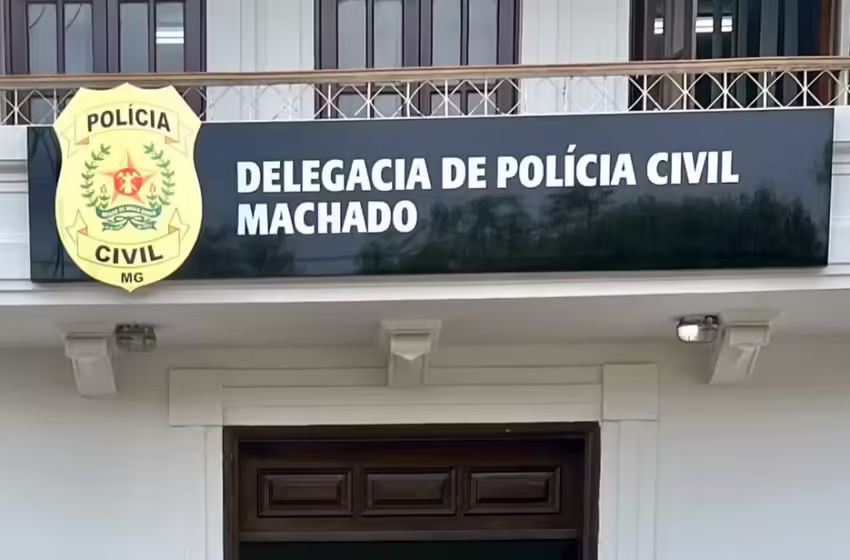 POLÍCIA
CIVIL
MG
DELEGACIA DE POLÍCIA CIVIL
MACHADO